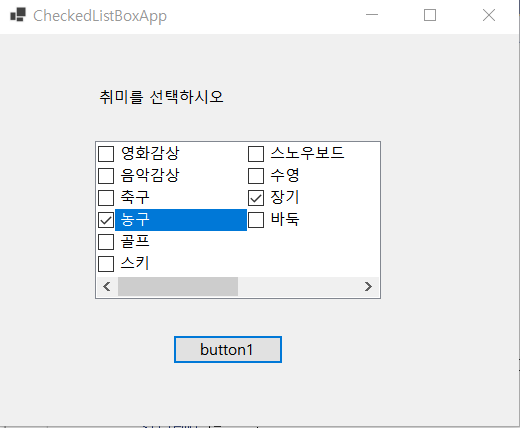 CheckedListBoxApp
취미를 선택하시오
영화감상
음악감상
축구
농구
골프
스키
스노우보드
수영
장기
바둑
button1